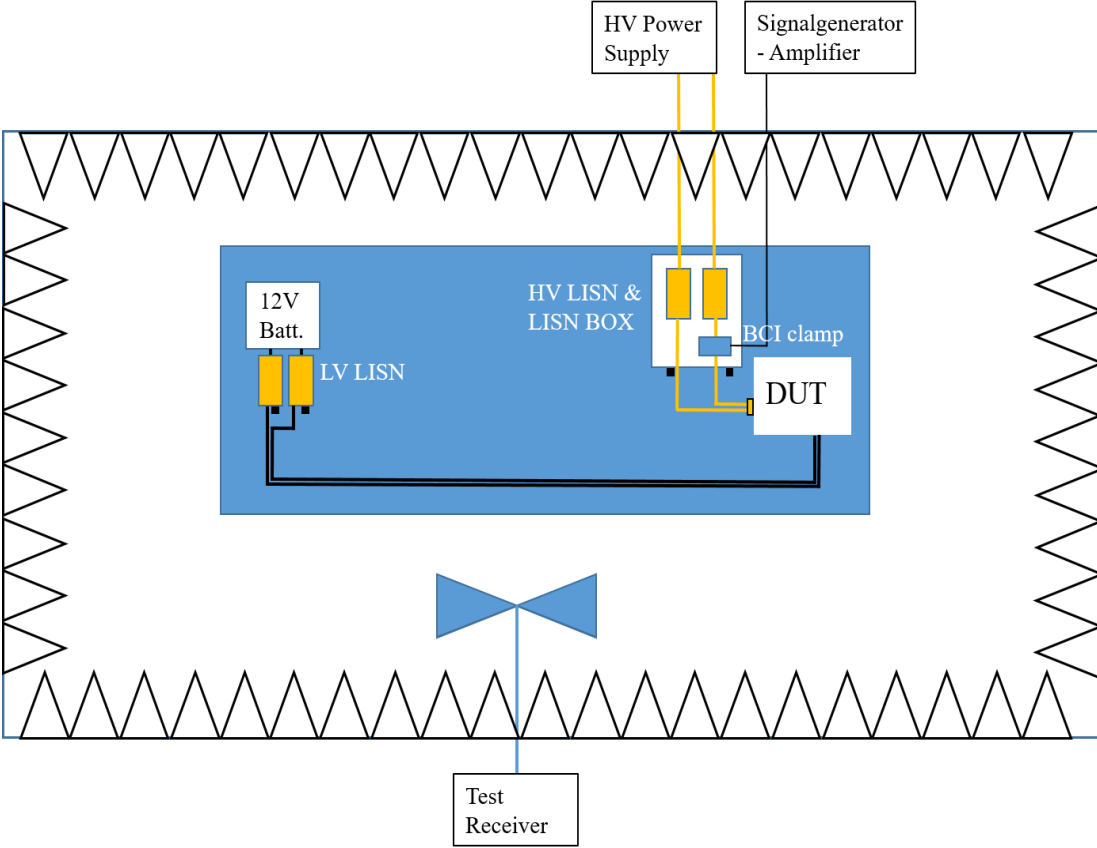 HV Power
Supply
Signalgenerator
- Amplifier
12V
Batt.
HV LISN &
LISN BOX
BCI clamp
LV LISN
DUT
Test
Receiver